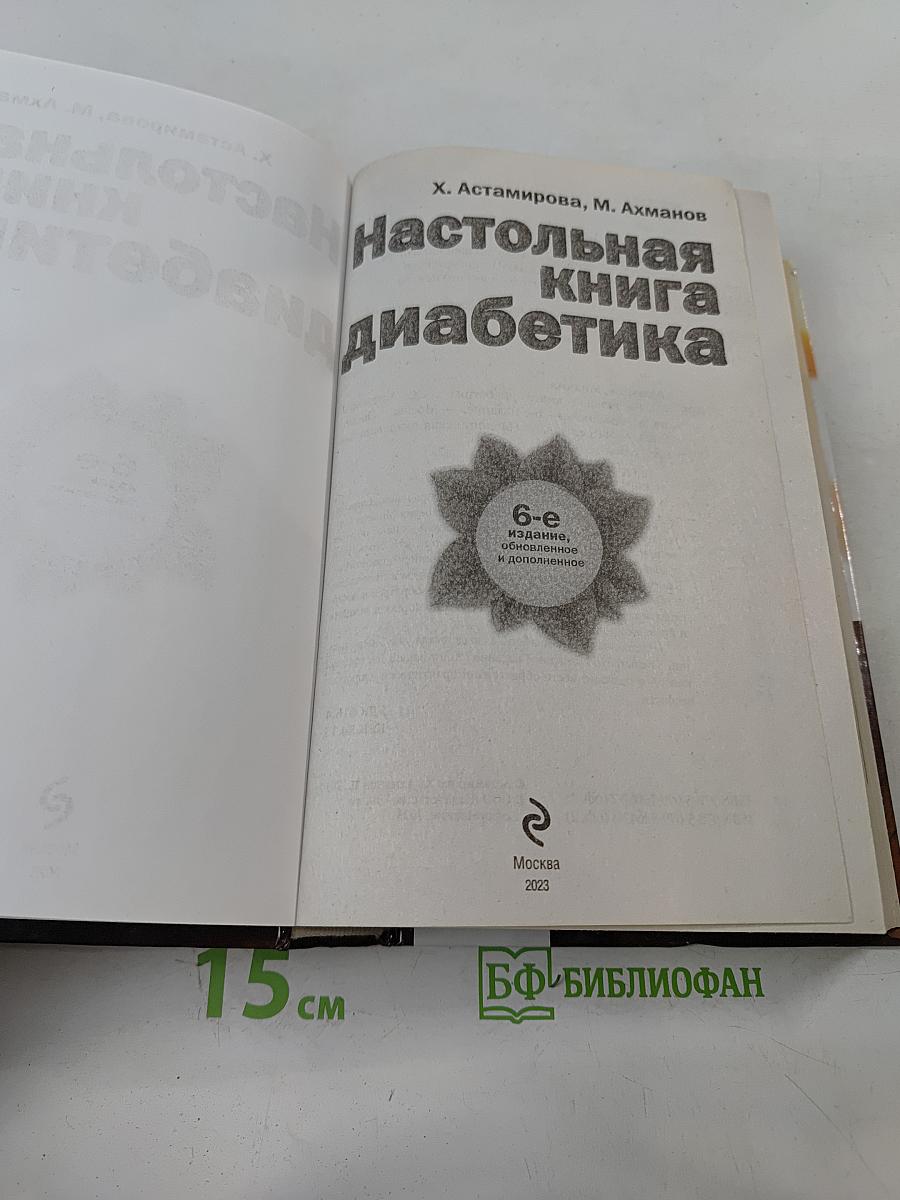 Х. Астамирова, М. Ахманов
Настольная
книга
диабетика
6-е
издание,
обновленное
и дополненное
Москва
2023
15 см
БФ БИБЛИОФАН